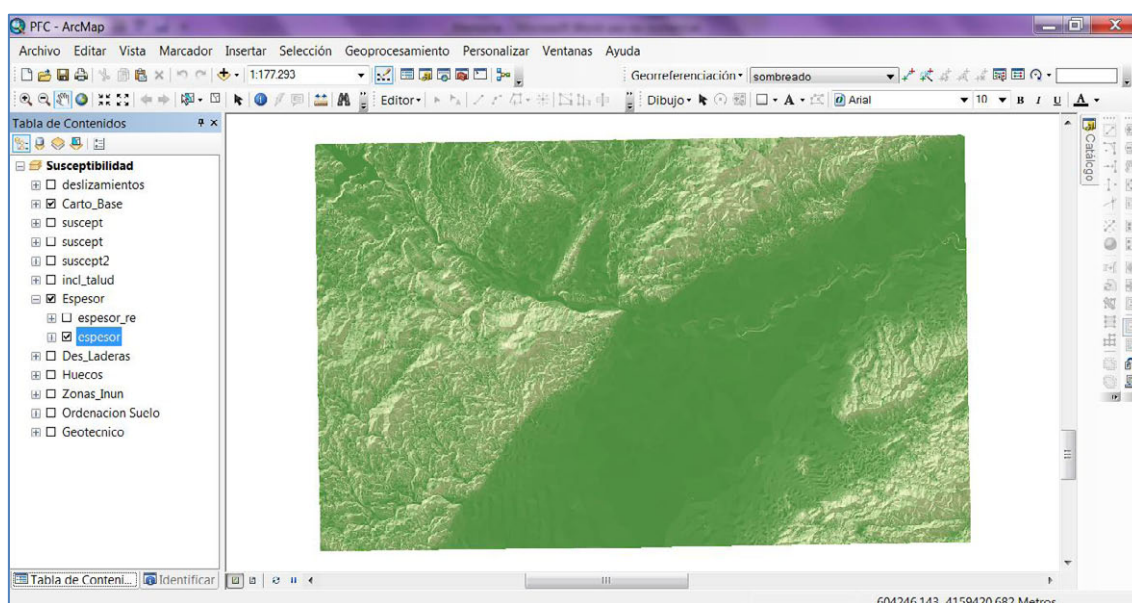 PFC - ArcMap
Archivo Editar Vista Marcador Insertar Selección Geoprocesamiento Personalizar Ventanas Ayuda
1:177.293
Georreferenciación
sombreado
Editor
Dibujo
A
Arial
10
B I U A
Tabla de Contenidos
Susceptibilidad
deslizamientos
Carto_Base
suscept
suscept
suscept2
incl_talud
Espesor
espesor_re
espesor
Des_Laderas
Huecos
Zonas_Inun
Ordenacion Suelo
Geotecnico
Catálogo
Tabla de Conteni...
Identificar
604246,143 4159420,682 Metros